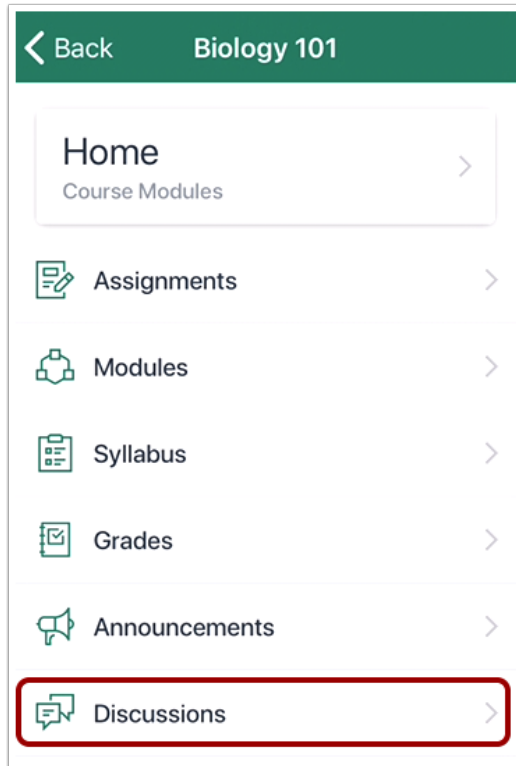 Back
Biology 101
Home
Course Modules
Assignments
Modules
Syllabus
Grades
Announcements
Discussions